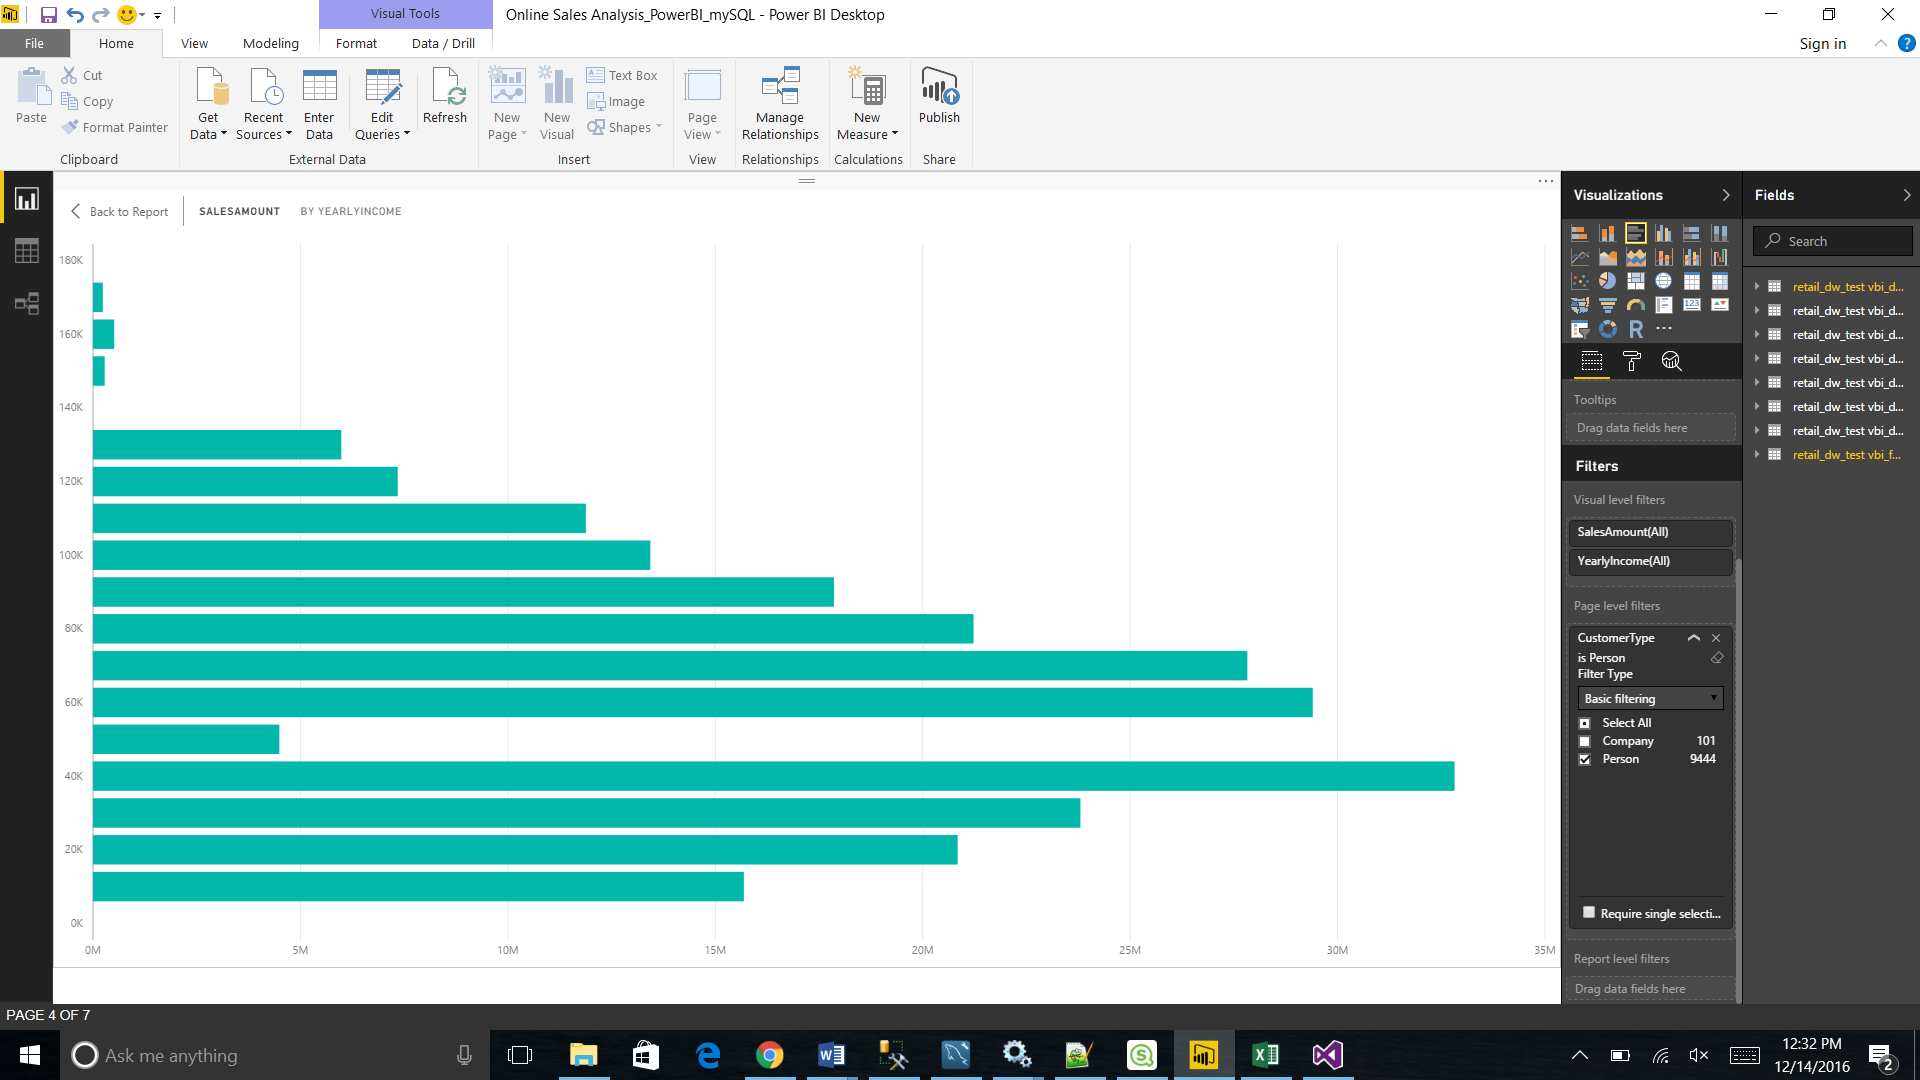 Visual Tools
Online Sales Analysis_PowerBI_mySQL - Power BI Desktop
File Home View Modeling Format Data / Drill Sign in ?
Paste
Cut
Copy
Format Painter
Clipboard
Get Data
Recent Sources
Enter Data
Edit Queries
Refresh
External Data
New Page
New Visual
Text Box
Image
Shapes
Insert
Page View
View
Manage Relationships
Relationships
New Measure
Calculations
Publish
Share
Back to Report SALESAMOUNT BY YEARLYINCOME
180K
160K
140K
120K
100K
80K
60K
40K
20K
0K
0M 5M 10M 15M 20M 25M 30M 35M
Visualizations
123
R
Tooltips
Drag data fields here
Filters
Visual level filters
SalesAmount(All)
YearlyIncome(All)
Page level filters
CustomerType
is Person
Filter Type
Basic filtering
Select All
Company 101
Person 9444
Require single selecti...
Report level filters
Drag data fields here
Fields
Search
retail_dw_test vbi_d...
retail_dw_test vbi_d...
retail_dw_test vbi_d...
retail_dw_test vbi_d...
retail_dw_test vbi_d...
retail_dw_test vbi_d...
retail_dw_test vbi_d...
retail_dw_test vbi_f...
PAGE 4 OF 7
Ask me anything
12:32 PM
12/14/2016
2